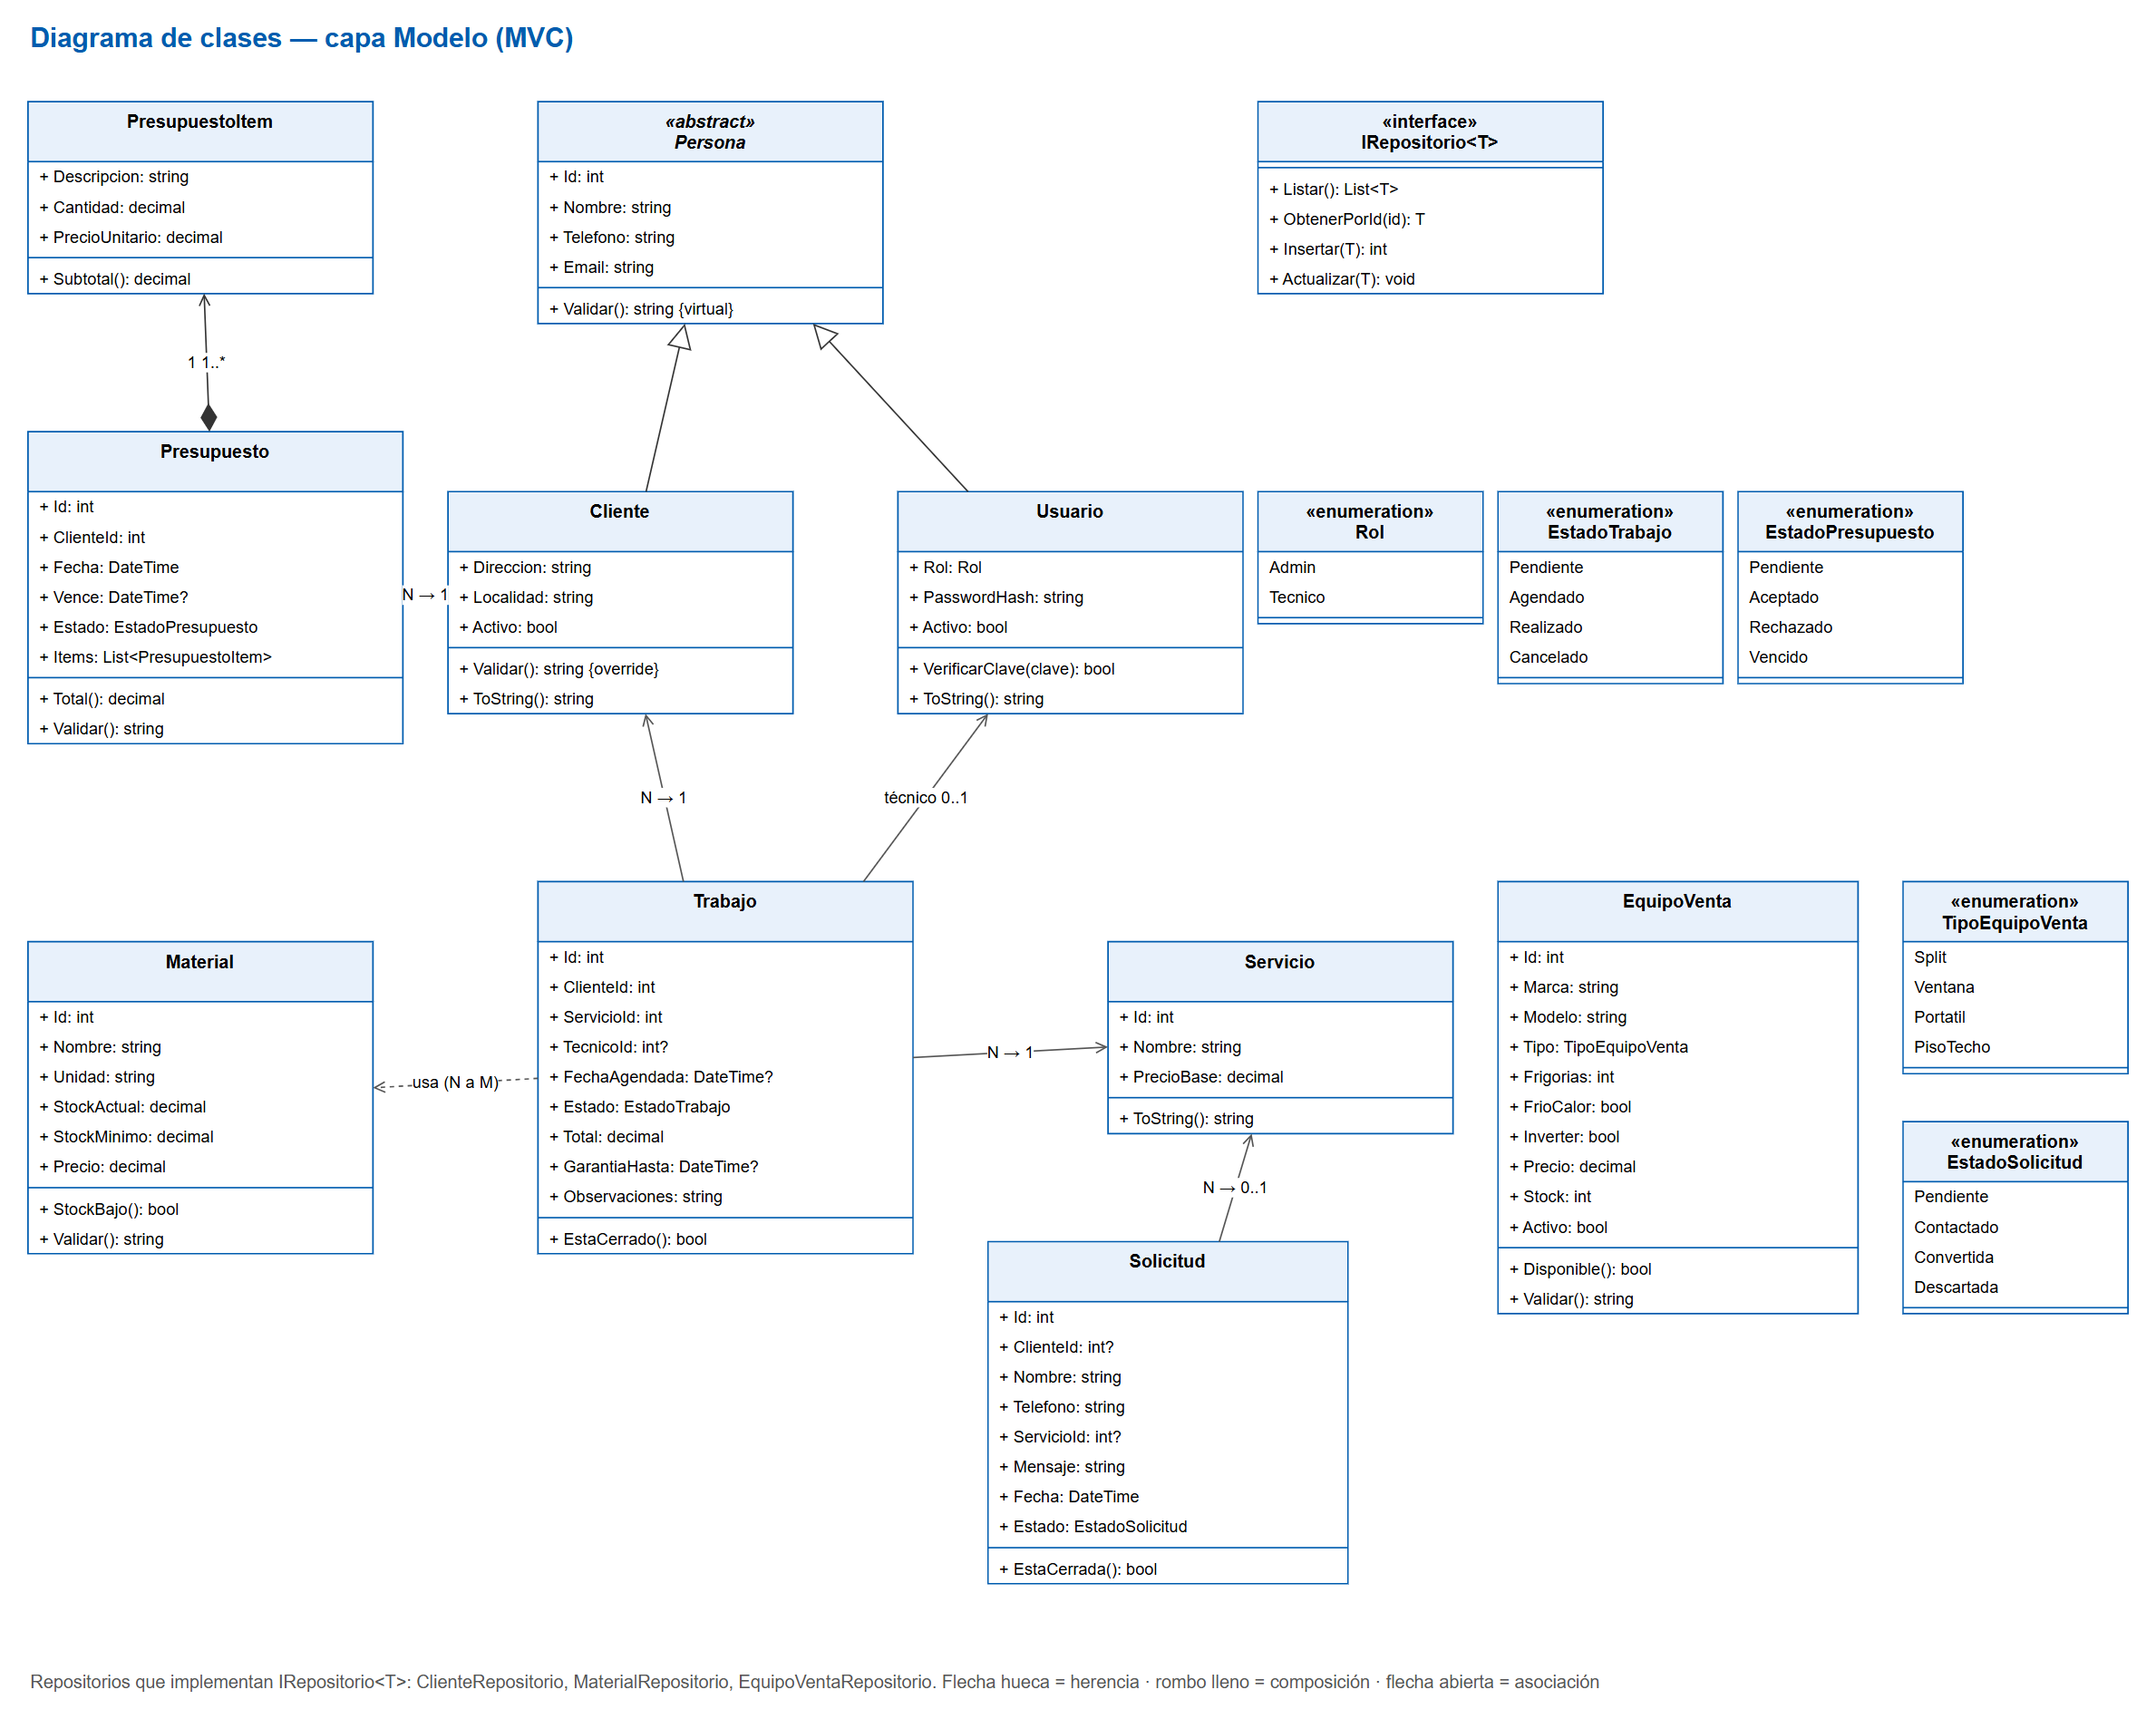 Diagrama de clases — capa Modelo (MVC)
PresupuestoItem
+ Descripcion: string
+ Cantidad: decimal
+ PrecioUnitario: decimal
+ Subtotal(): decimal
«abstract»
Persona
+ Id: int
+ Nombre: string
+ Telefono: string
+ Email: string
+ Validar(): string {virtual}
«interface»
IRepositorio<T>
+ Listar(): List<T>
+ ObtenerPorId(id): T
+ Insertar(T): int
+ Actualizar(T): void
1 1..*
Presupuesto
+ Id: int
+ ClienteId: int
+ Fecha: DateTime
+ Vence: DateTime?
+ Estado: EstadoPresupuesto
+ Items: List<PresupuestoItem>
+ Total(): decimal
+ Validar(): string
N → 1
Cliente
+ Direccion: string
+ Localidad: string
+ Activo: bool
+ Validar(): string {override}
+ ToString(): string
Usuario
+ Rol: Rol
+ PasswordHash: string
+ Activo: bool
+ VerificarClave(clave): bool
+ ToString(): string
«enumeration»
Rol
Admin
Tecnico
«enumeration»
EstadoTrabajo
Pendiente
Agendado
Realizado
Cancelado
«enumeration»
EstadoPresupuesto
Pendiente
Aceptado
Rechazado
Vencido
N → 1
técnico 0..1
Material
+ Id: int
+ Nombre: string
+ Unidad: string
+ StockActual: decimal
+ StockMinimo: decimal
+ Precio: decimal
+ StockBajo(): bool
+ Validar(): string
usa (N a M)
Trabajo
+ Id: int
+ ClienteId: int
+ ServicioId: int
+ TecnicoId: int?
+ FechaAgendada: DateTime?
+ Estado: EstadoTrabajo
+ Total: decimal
+ GarantiaHasta: DateTime?
+ Observaciones: string
+ EstaCerrado(): bool
N → 1
Servicio
+ Id: int
+ Nombre: string
+ PrecioBase: decimal
+ ToString(): string
N → 0..1
Solicitud
+ Id: int
+ ClienteId: int?
+ Nombre: string
+ Telefono: string
+ ServicioId: int?
+ Mensaje: string
+ Fecha: DateTime
+ Estado: EstadoSolicitud
+ EstaCerrada(): bool
EquipoVenta
+ Id: int
+ Marca: string
+ Modelo: string
+ Tipo: TipoEquipoVenta
+ Frigorias: int
+ FrioCalor: bool
+ Inverter: bool
+ Precio: decimal
+ Stock: int
+ Activo: bool
+ Disponible(): bool
+ Validar(): string
«enumeration»
TipoEquipoVenta
Split
Ventana
Portatil
PisoTecho
«enumeration»
EstadoSolicitud
Pendiente
Contactado
Convertida
Descartada
Repositorios que implementan IRepositorio<T>: ClienteRepositorio, MaterialRepositorio, EquipoVentaRepositorio. Flecha hueca = herencia · rombo lleno = composición · flecha abierta = asociación